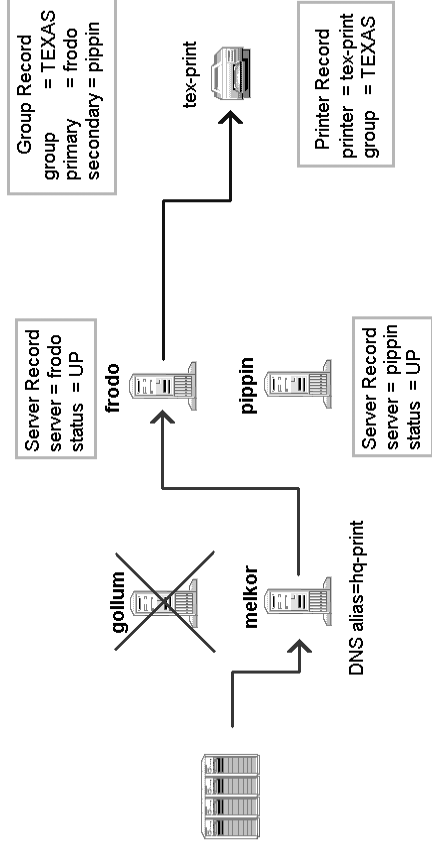 gollum
melkor
DNS alias=hq-print
Server Record
server = frodo
status = UP
frodo
pippin
Server Record
server = pippin
status = UP
Group Record
group = TEXAS
primary = frodo
secondary = pippin
tex-print
Printer Record
printer = tex-print
group = TEXAS